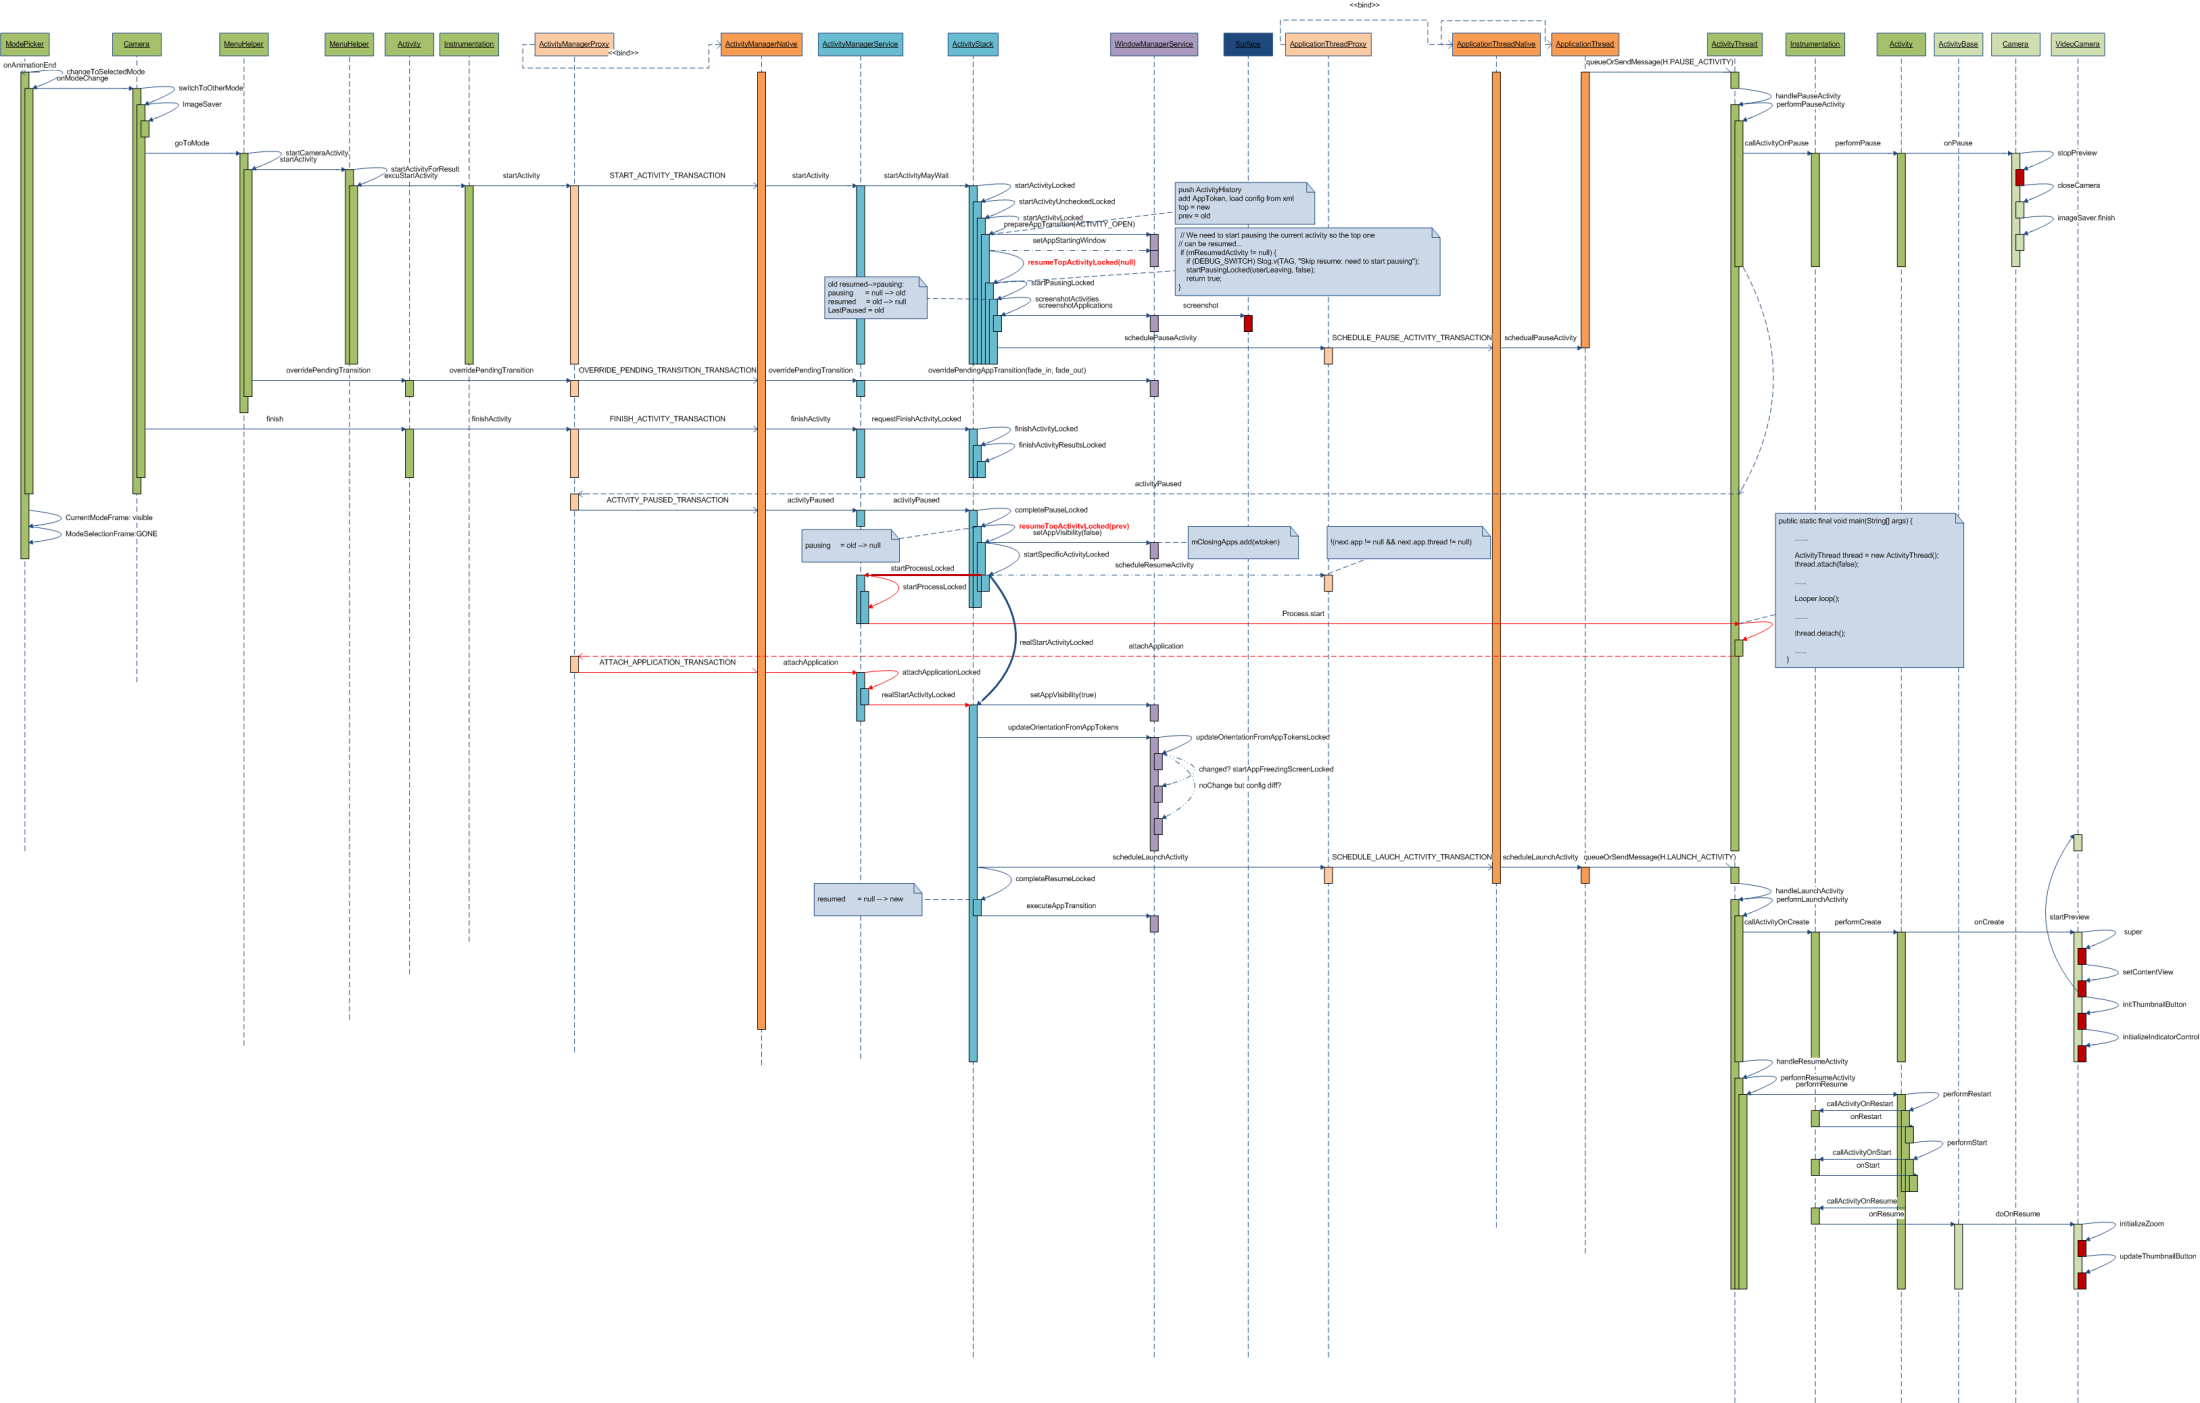 <<bind>>
ModePicker
Camera
MenuHelper
MenuHelper
Activity
Instrumentation
ActivityManagerProxy
<<bind>>
ActivityManagerNative
ActivityManagerService
ActivityStack
WindowManagerService
Surface
ApplicationThreadProxy
ApplicationThreadNative
ApplicationThread
ActivityThread
Instrumentation
Activity
ActivityBase
Camera
VideoCamera
onAnimationEnd
changeToSelectedMode
onModeChange
switchToOtherMode
ImageSaver
queueOrSendMessage(H.PAUSE_ACTIVITY)
handlePauseActivity
performPauseActivity
goToMode
startCameraActivity
startActivity
callActivityOnPause
performPause
onPause
stopPreview
startActivityForResult
excuStartActivity
startActivity
START_ACTIVITY_TRANSACTION
startActivity
startActivityMayWait
startActivityLocked
closeCamera
startActivityUncheckedLocked
push ActivityHistory
add AppToken, load config from xml
top = new
prev = old
startActivityLocked
prepareAppTransition(ACTIVITY_OPEN)
imageSaver.finish
setAppStartingWindow
resumeTopActivityLocked(null)
// We need to start pausing the current activity so the top one
// can be resumed...
if (mResumedActivity != null) {
if (DEBUG_SWITCH) Slog.v(TAG, "Skip resume: need to start pausing");
startPausingLocked(userLeaving, false);
return true;
}
startPausingLocked
old resumed-->pausing:
pausing = null --> old
resumed = old --> null
LastPaused = old
screenshotActivities
screenshotApplications
screenshot
schedulePauseActivity
SCHEDULE_PAUSE_ACTIVITY_TRANSACTION
schedualPauseActivity
overridePendingTransition
overridePendingTransition
OVERRIDE_PENDING_TRANSITION_TRANSACTION
overridePendingTransition
overridePendingAppTransition(fade_in, fade_out)
finish
finishActivity
FINISH_ACTIVITY_TRANSACTION
finishActivity
requestFinishActivityLocked
finishActivityLocked
finishActivityResultsLocked
activityPaused
ACTIVITY_PAUSED_TRANSACTION
activityPaused
activityPaused
completePauseLocked
CurrentModeFrame: visible
ModeSelectionFrame:GONE
resumeTopActivityLocked(prev)
setAppVisibility(false)
pausing = old --> null
mClosingApps.add(wtoken)
!(next.app != null && next.app.thread != null)
public static final void main(String[] args) {
.......
ActivityThread thread = new ActivityThread();
thread.attach(false);
......
Looper.loop();
.......
thread.detach();
......
}
startSpecificActivityLocked
startProcessLocked
scheduleResumeActivity
startProcessLocked
Process.start
realStartActivityLocked
attachApplication
ATTACH_APPLICATION_TRANSACTION
attachApplication
attachApplicationLocked
realStartActivityLocked
setAppVisibility(true)
updateOrientationFromAppTokens
updateOrientationFromAppTokensLocked
changed? startAppFreezingScreenLocked
noChange but config diff?
scheduleLaunchActivity
SCHEDULE_LAUCH_ACTIVITY_TRANSACTION
scheduleLaunchActivity
queueOrSendMessage(H.LAUNCH_ACTIVITY)
completeResumeLocked
handleLaunchActivity
performLaunchActivity
resumed = null -- > new
executeAppTransition
callActivityOnCreate
performCreate
onCreate
startPreview
super
setContentView
initThumbnailButton
initializeIndicatorControl
handleResumeActivity
performResumeActivity
performResume
performRestart
callActivityOnRestart
onRestart
performStart
callActivityOnStart
onStart
callActivityOnResume
onResume
doOnResume
initializeZoom
updateThumbnailButton